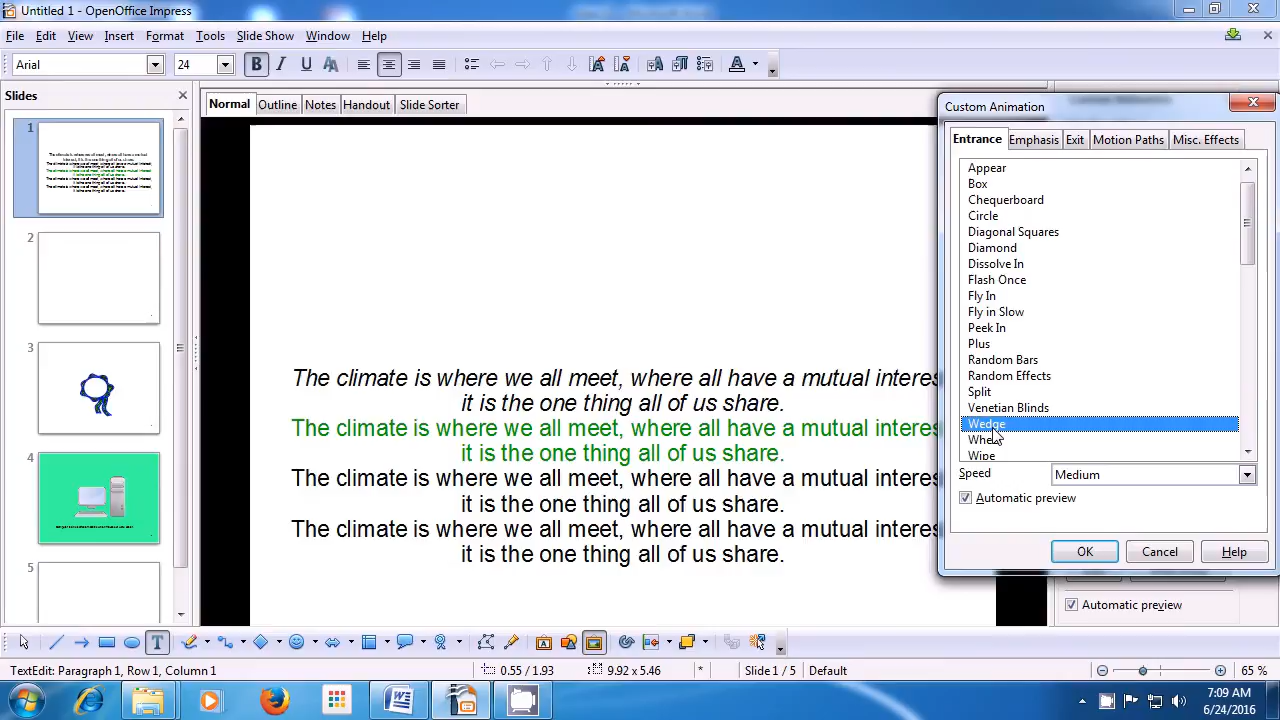 Untitled 1 - OpenOffice Impress
File Edit View Insert Format Tools Slide Show Window Help
Arial 24 B I U
Slides
Normal Outline Notes Handout Slide Sorter
1
2
3
4
5
The climate is where we all meet, where all have a mutual interes
it is the one thing all of us share.
The climate is where we all meet, where all have a mutual interes
it is the one thing all of us share.
The climate is where we all meet, where all have a mutual interes
it is the one thing all of us share.
The climate is where we all meet, where all have a mutual interes
it is the one thing all of us share.
Custom Animation
Entrance Emphasis Exit Motion Paths Misc. Effects
Appear
Box
Chequerboard
Circle
Diagonal Squares
Diamond
Dissolve In
Flash Once
Fly In
Fly in Slow
Peek In
Plus
Random Bars
Random Effects
Split
Venetian Blinds
Wedge
Wheel
Wipe
Speed Medium
Automatic preview
OK Cancel Help
Automatic preview
TextEdit: Paragraph 1, Row 1, Column 1 0.55 / 1.93 9.92 x 5.46 * Slide 1 / 5 Default 65 %
7:09 AM
6/24/2016